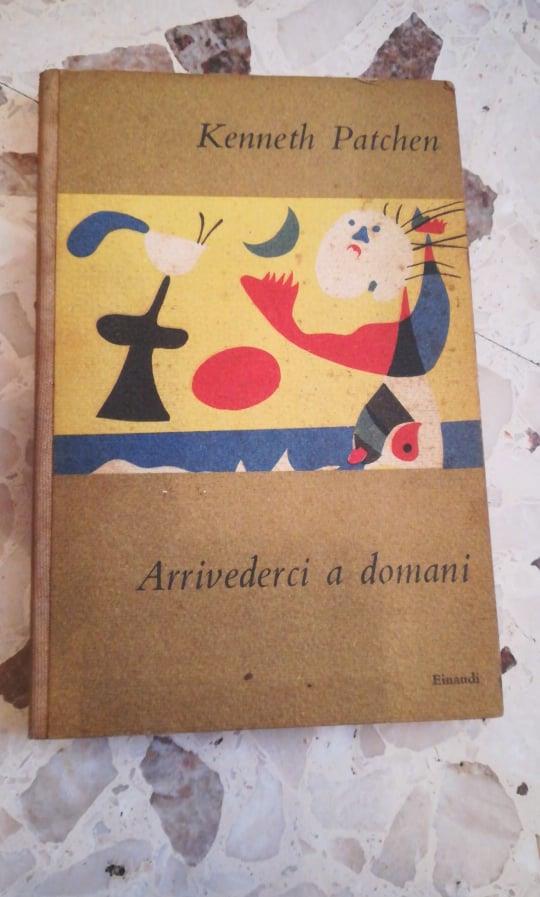 Kenneth Patchen
Arrivederci a domani
Einaudi